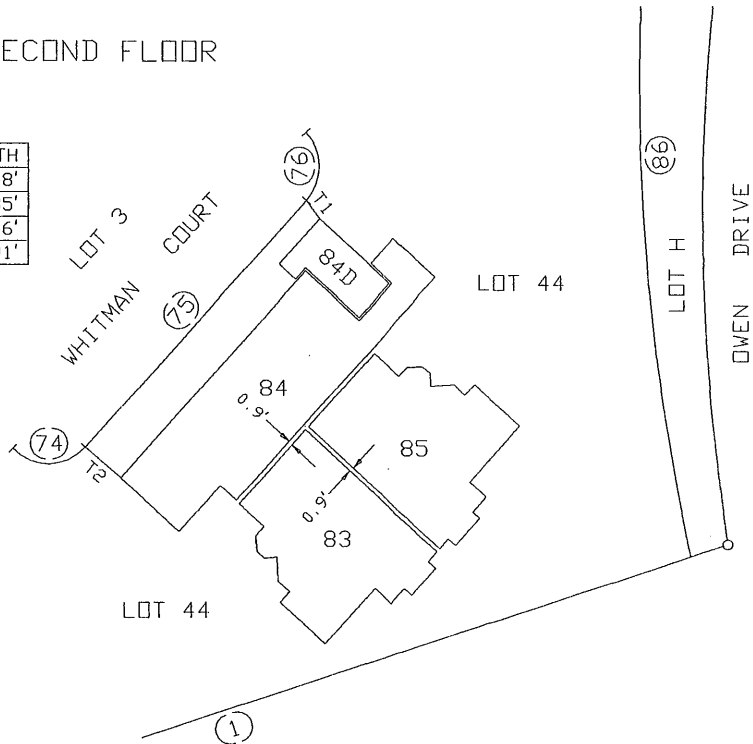 ECOND FLOOR
TH
8'
5'
6'
1'
LOT 3
WHITMAN COURT
76
T1
75
74
T2
84D
84
0.9'
85
0.9'
83
LOT 44
LOT 44
86
LOT H
OWEN DRIVE
1